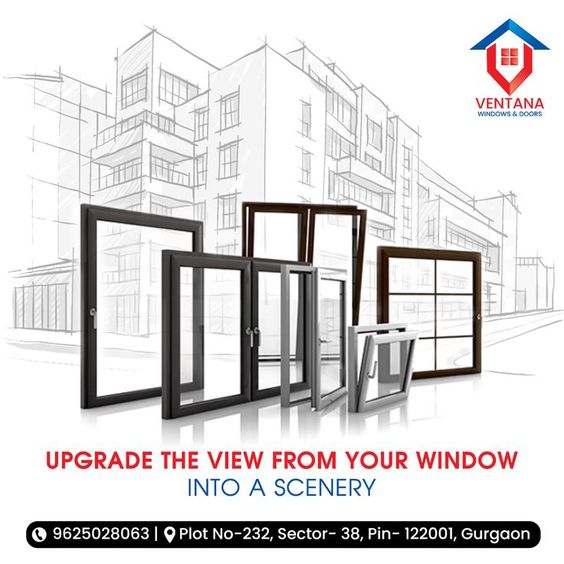 VENTANA
WINDOWS & DOORS
UPGRADE THE VIEW FROM YOUR WINDOW
INTO A SCENERY
9625028063 | Plot No-232, Sector- 38, Pin- 122001, Gurgaon